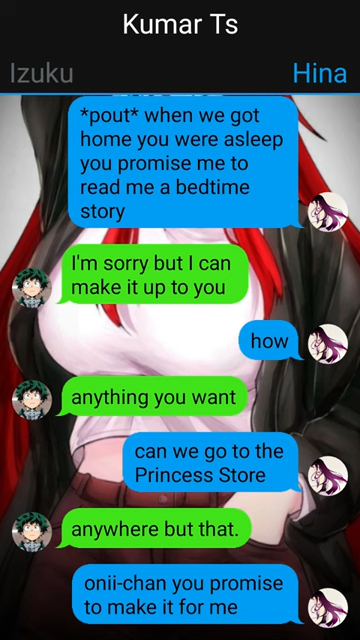 Kumar Ts
Izuku
Hina
*pout* when we got
home you were asleep
you promise me to
read me a bedtime
story
I'm sorry but I can
make it up to you
how
anything you want
can we go to the
Princess Store
anywhere but that.
onii-chan you promise
to make it for me